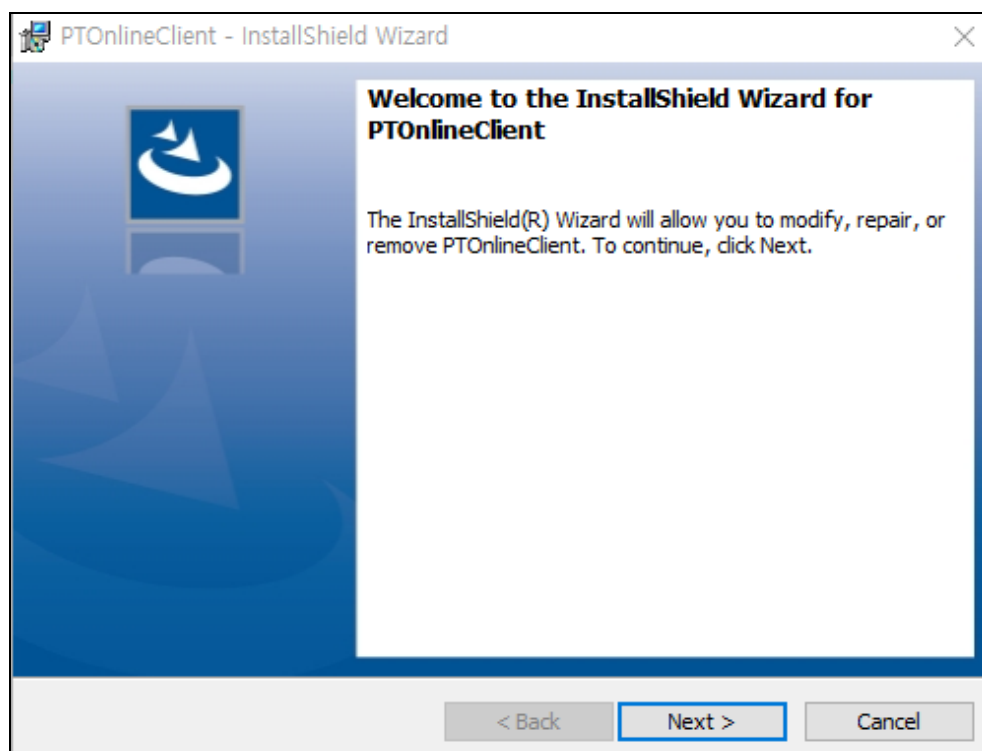 PTOnlineClient - InstallShield Wizard
Welcome to the InstallShield Wizard for
PTOnlineClient
The InstallShield(R) Wizard will allow you to modify, repair, or
remove PTOnlineClient. To continue, click Next.
< Back
Next >
Cancel